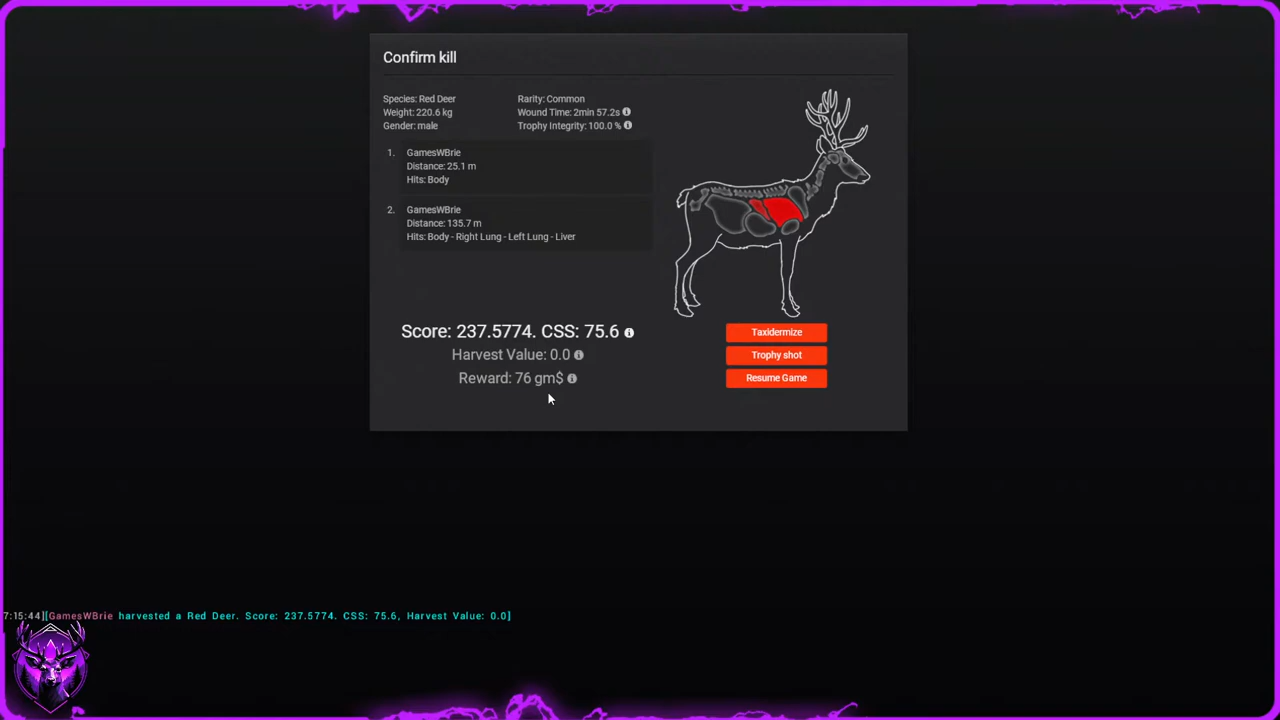 Confirm kill
Species: Red Deer
Weight: 220.6 kg
Gender: male
Rarity: Common
Wound Time: 2min 57.2s
Trophy Integrity: 100.0 %
1. GamesWBrie
Distance: 25.1 m
Hits: Body
2. GamesWBrie
Distance: 135.7 m
Hits: Body - Right Lung - Left Lung - Liver
Score: 237.5774. CSS: 75.6
Harvest Value: 0.0
Reward: 76 gm$
Taxidermize
Trophy shot
Resume Game
7:15:44][GamesWBrie harvested a Red Deer. Score: 237.5774. CSS: 75.6, Harvest Value: 0.0]